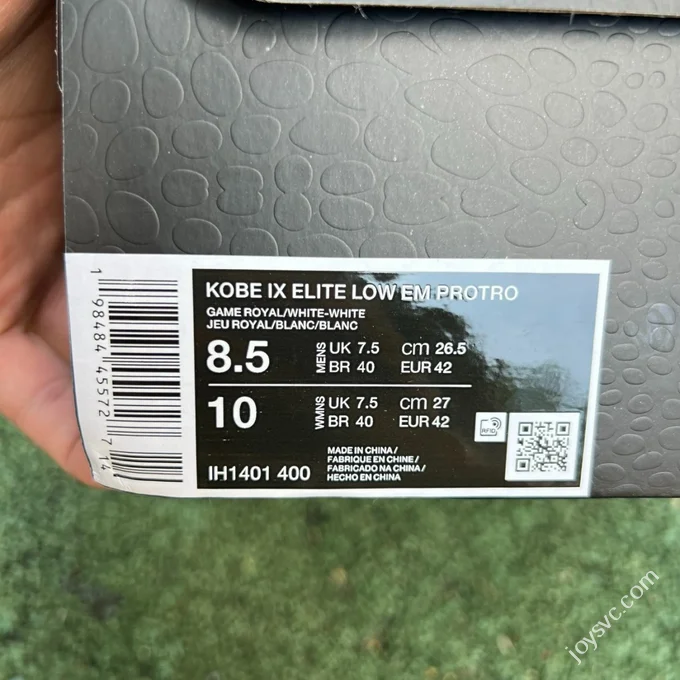 KOBE IX ELITE LOW EM PROTRO
GAME ROYAL/WHITE-WHITE
JEU ROYAL/BLANC/BLANC
8.5 MENS UK 7.5 cm 26.5
BR 40 EUR 42
10 WMNS UK 7.5 cm 27
BR 40 EUR 42
RFID
IH1401 400
MADE IN CHINA/
FABRIQUE EN CHINE/
FABRICADO NA CHINA/
HECHO EN CHINA
1 98484 45572 7 14
joysvc.com